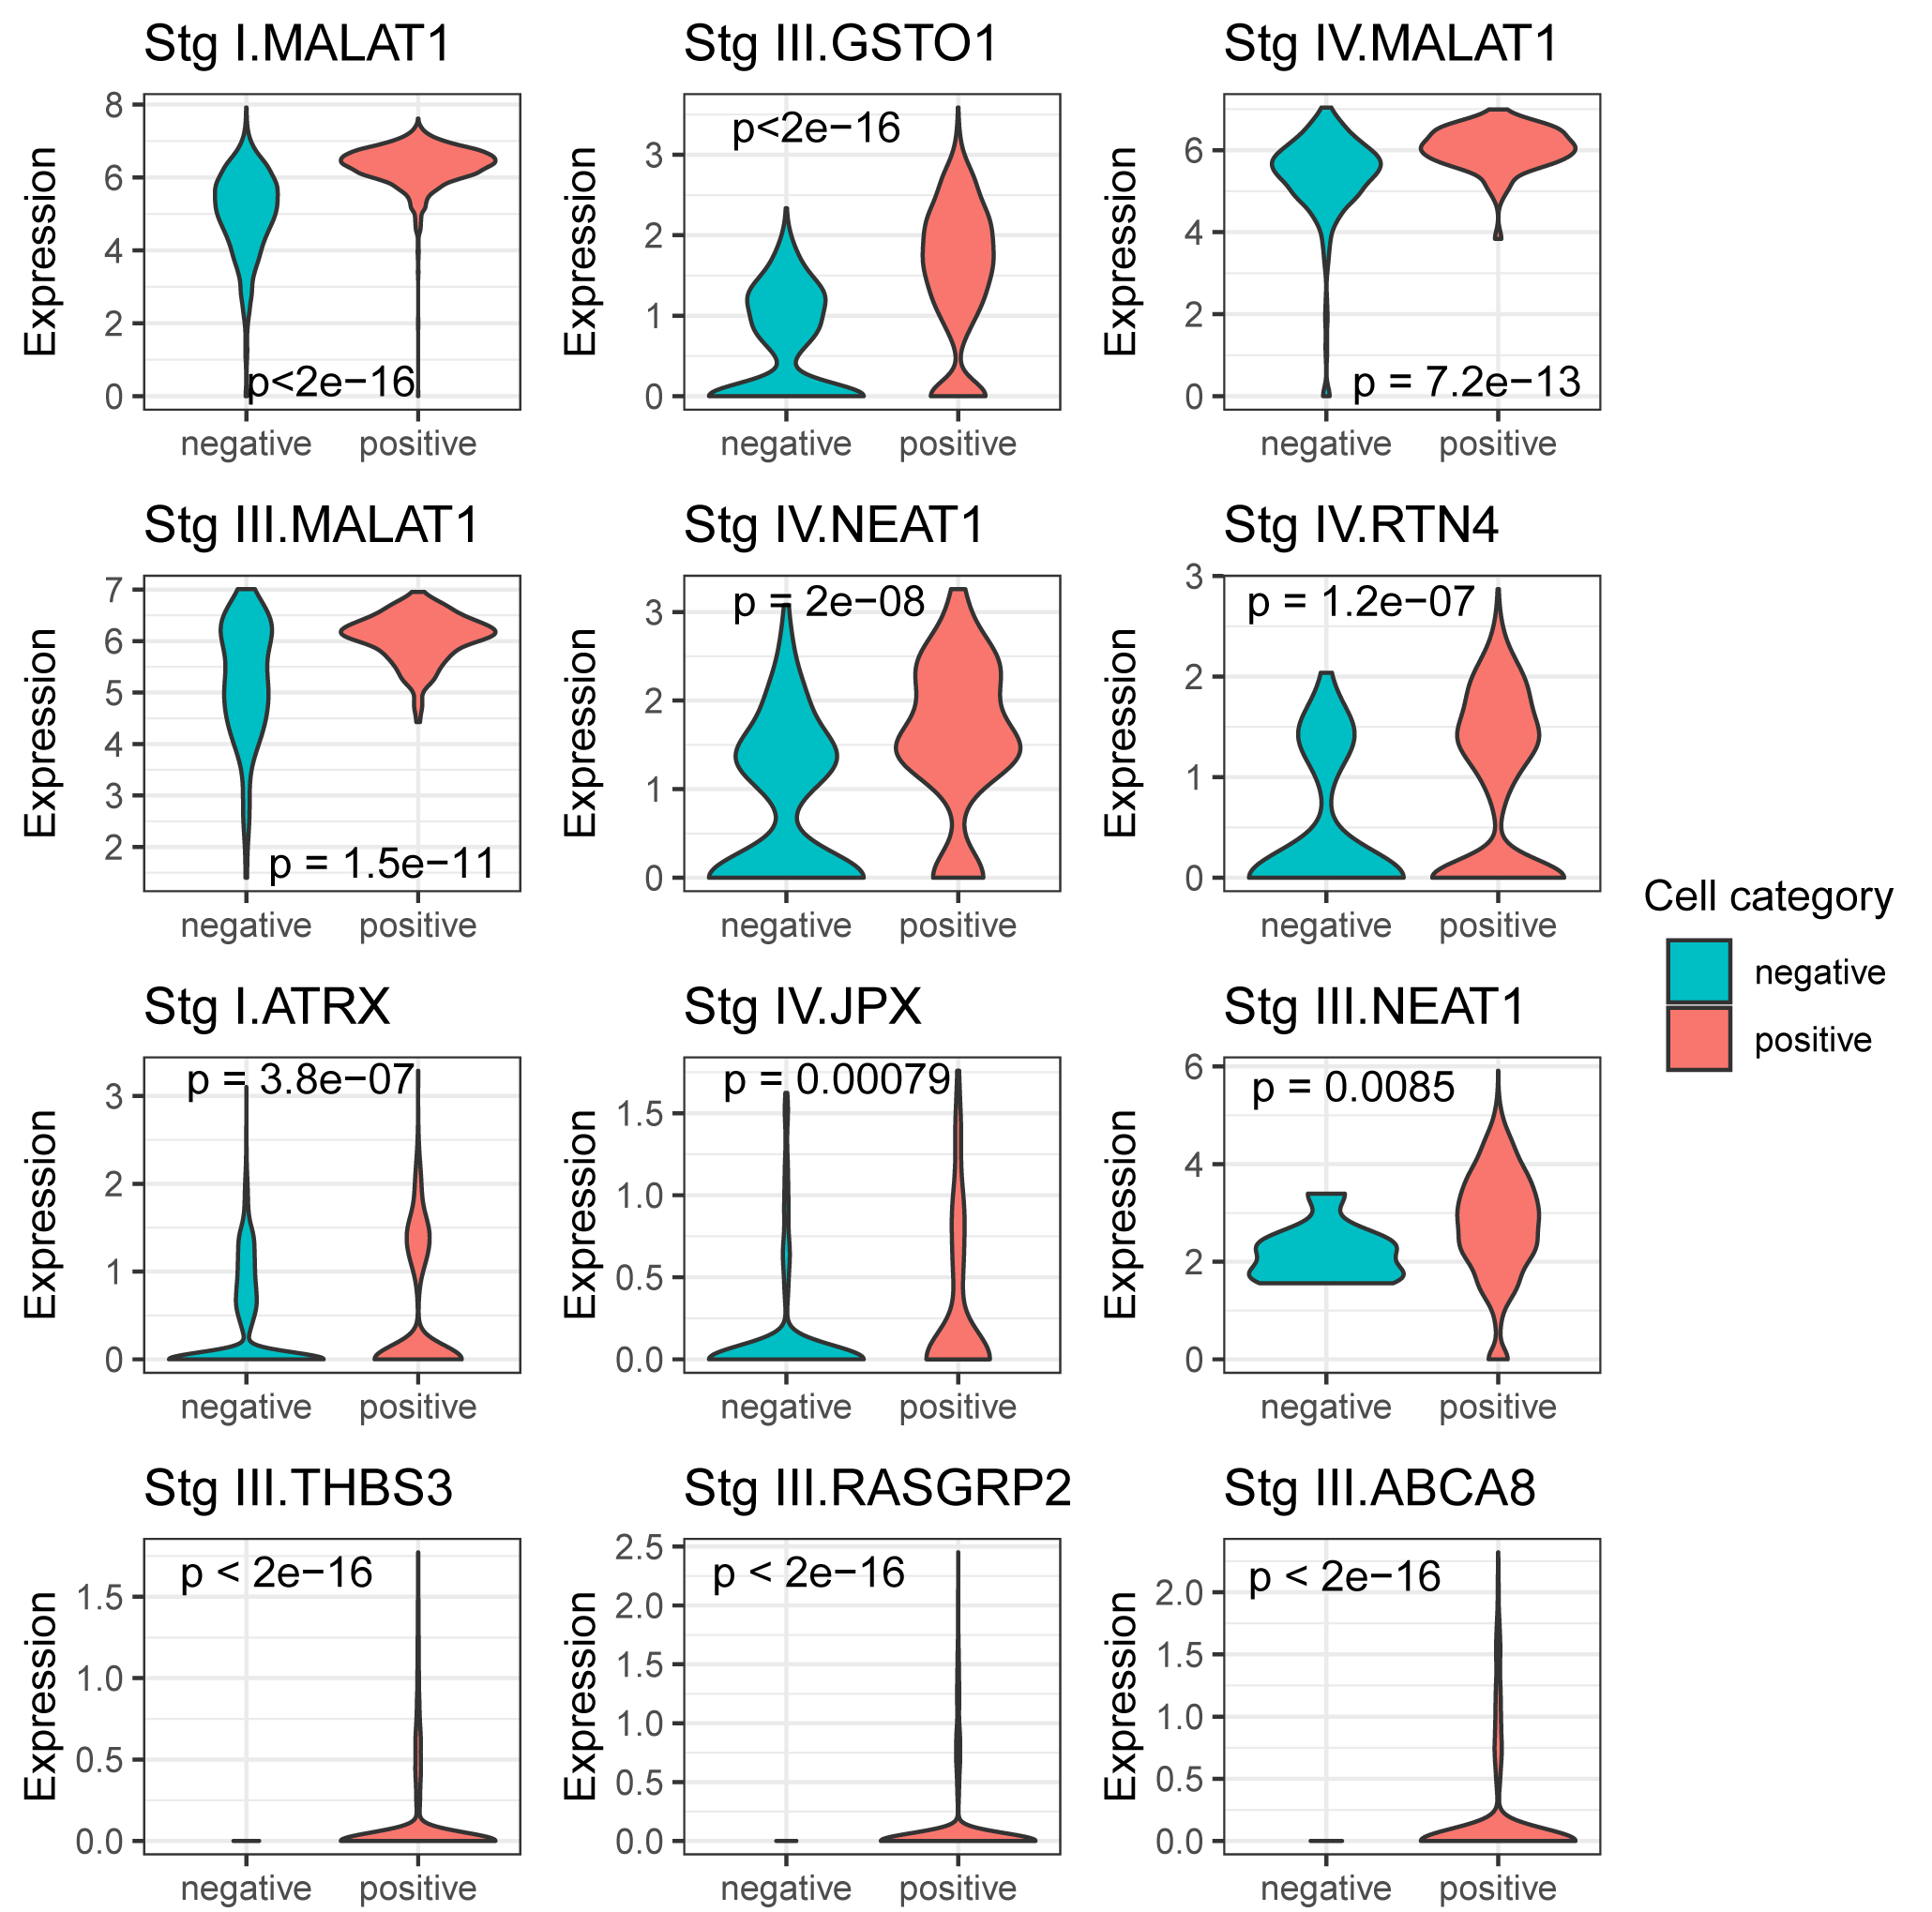 Stg I.MALAT1
Expression
8
6
4
2
0
p<2e−16
negative positive
Stg III.GSTO1
Expression
3
2
1
0
p<2e−16
negative positive
Stg IV.MALAT1
Expression
6
4
2
0
p = 7.2e−13
negative positive
Stg III.MALAT1
Expression
7
6
5
4
3
2
p = 1.5e−11
negative positive
Stg IV.NEAT1
Expression
3
2
1
0
p = 2e−08
negative positive
Stg IV.RTN4
Expression
3
2
1
0
p = 1.2e−07
negative positive
Cell category
negative
positive
Stg I.ATRX
Expression
3
2
1
0
p = 3.8e−07
negative positive
Stg IV.JPX
Expression
1.5
1.0
0.5
0.0
p = 0.00079
negative positive
Stg III.NEAT1
Expression
6
4
2
0
p = 0.0085
negative positive
Stg III.THBS3
Expression
1.5
1.0
0.5
0.0
p < 2e−16
negative positive
Stg III.RASGRP2
Expression
2.5
2.0
1.5
1.0
0.5
0.0
p < 2e−16
negative positive
Stg III.ABCA8
Expression
2.0
1.5
1.0
0.5
0.0
p < 2e−16
negative positive